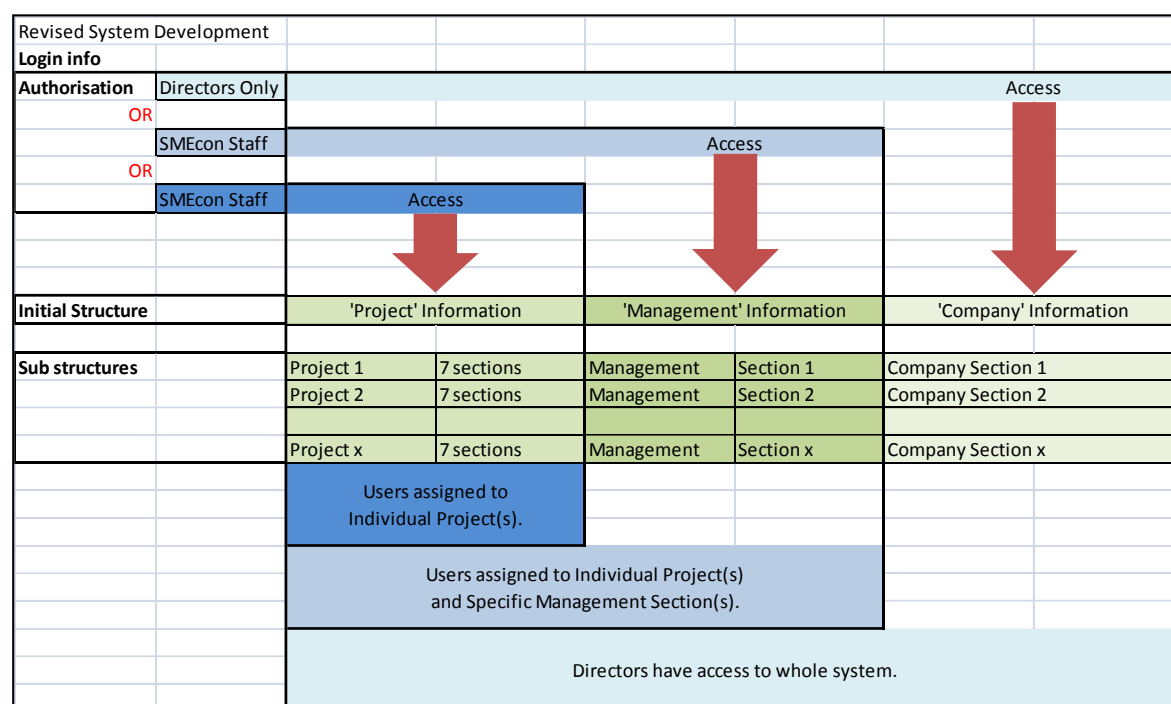 Revised System Development
Login info
Authorisation Directors Only Access
OR
SMEcon Staff Access
OR
SMEcon Staff Access
Initial Structure 'Project' Information 'Management' Information 'Company' Information
Sub structures Project 1 7 sections Management Section 1 Company Section 1
Project 2 7 sections Management Section 2 Company Section 2
Project x 7 sections Management Section x Company Section x
Users assigned to
Individual Project(s).
Users assigned to Individual Project(s)
and Specific Management Section(s).
Directors have access to whole system.